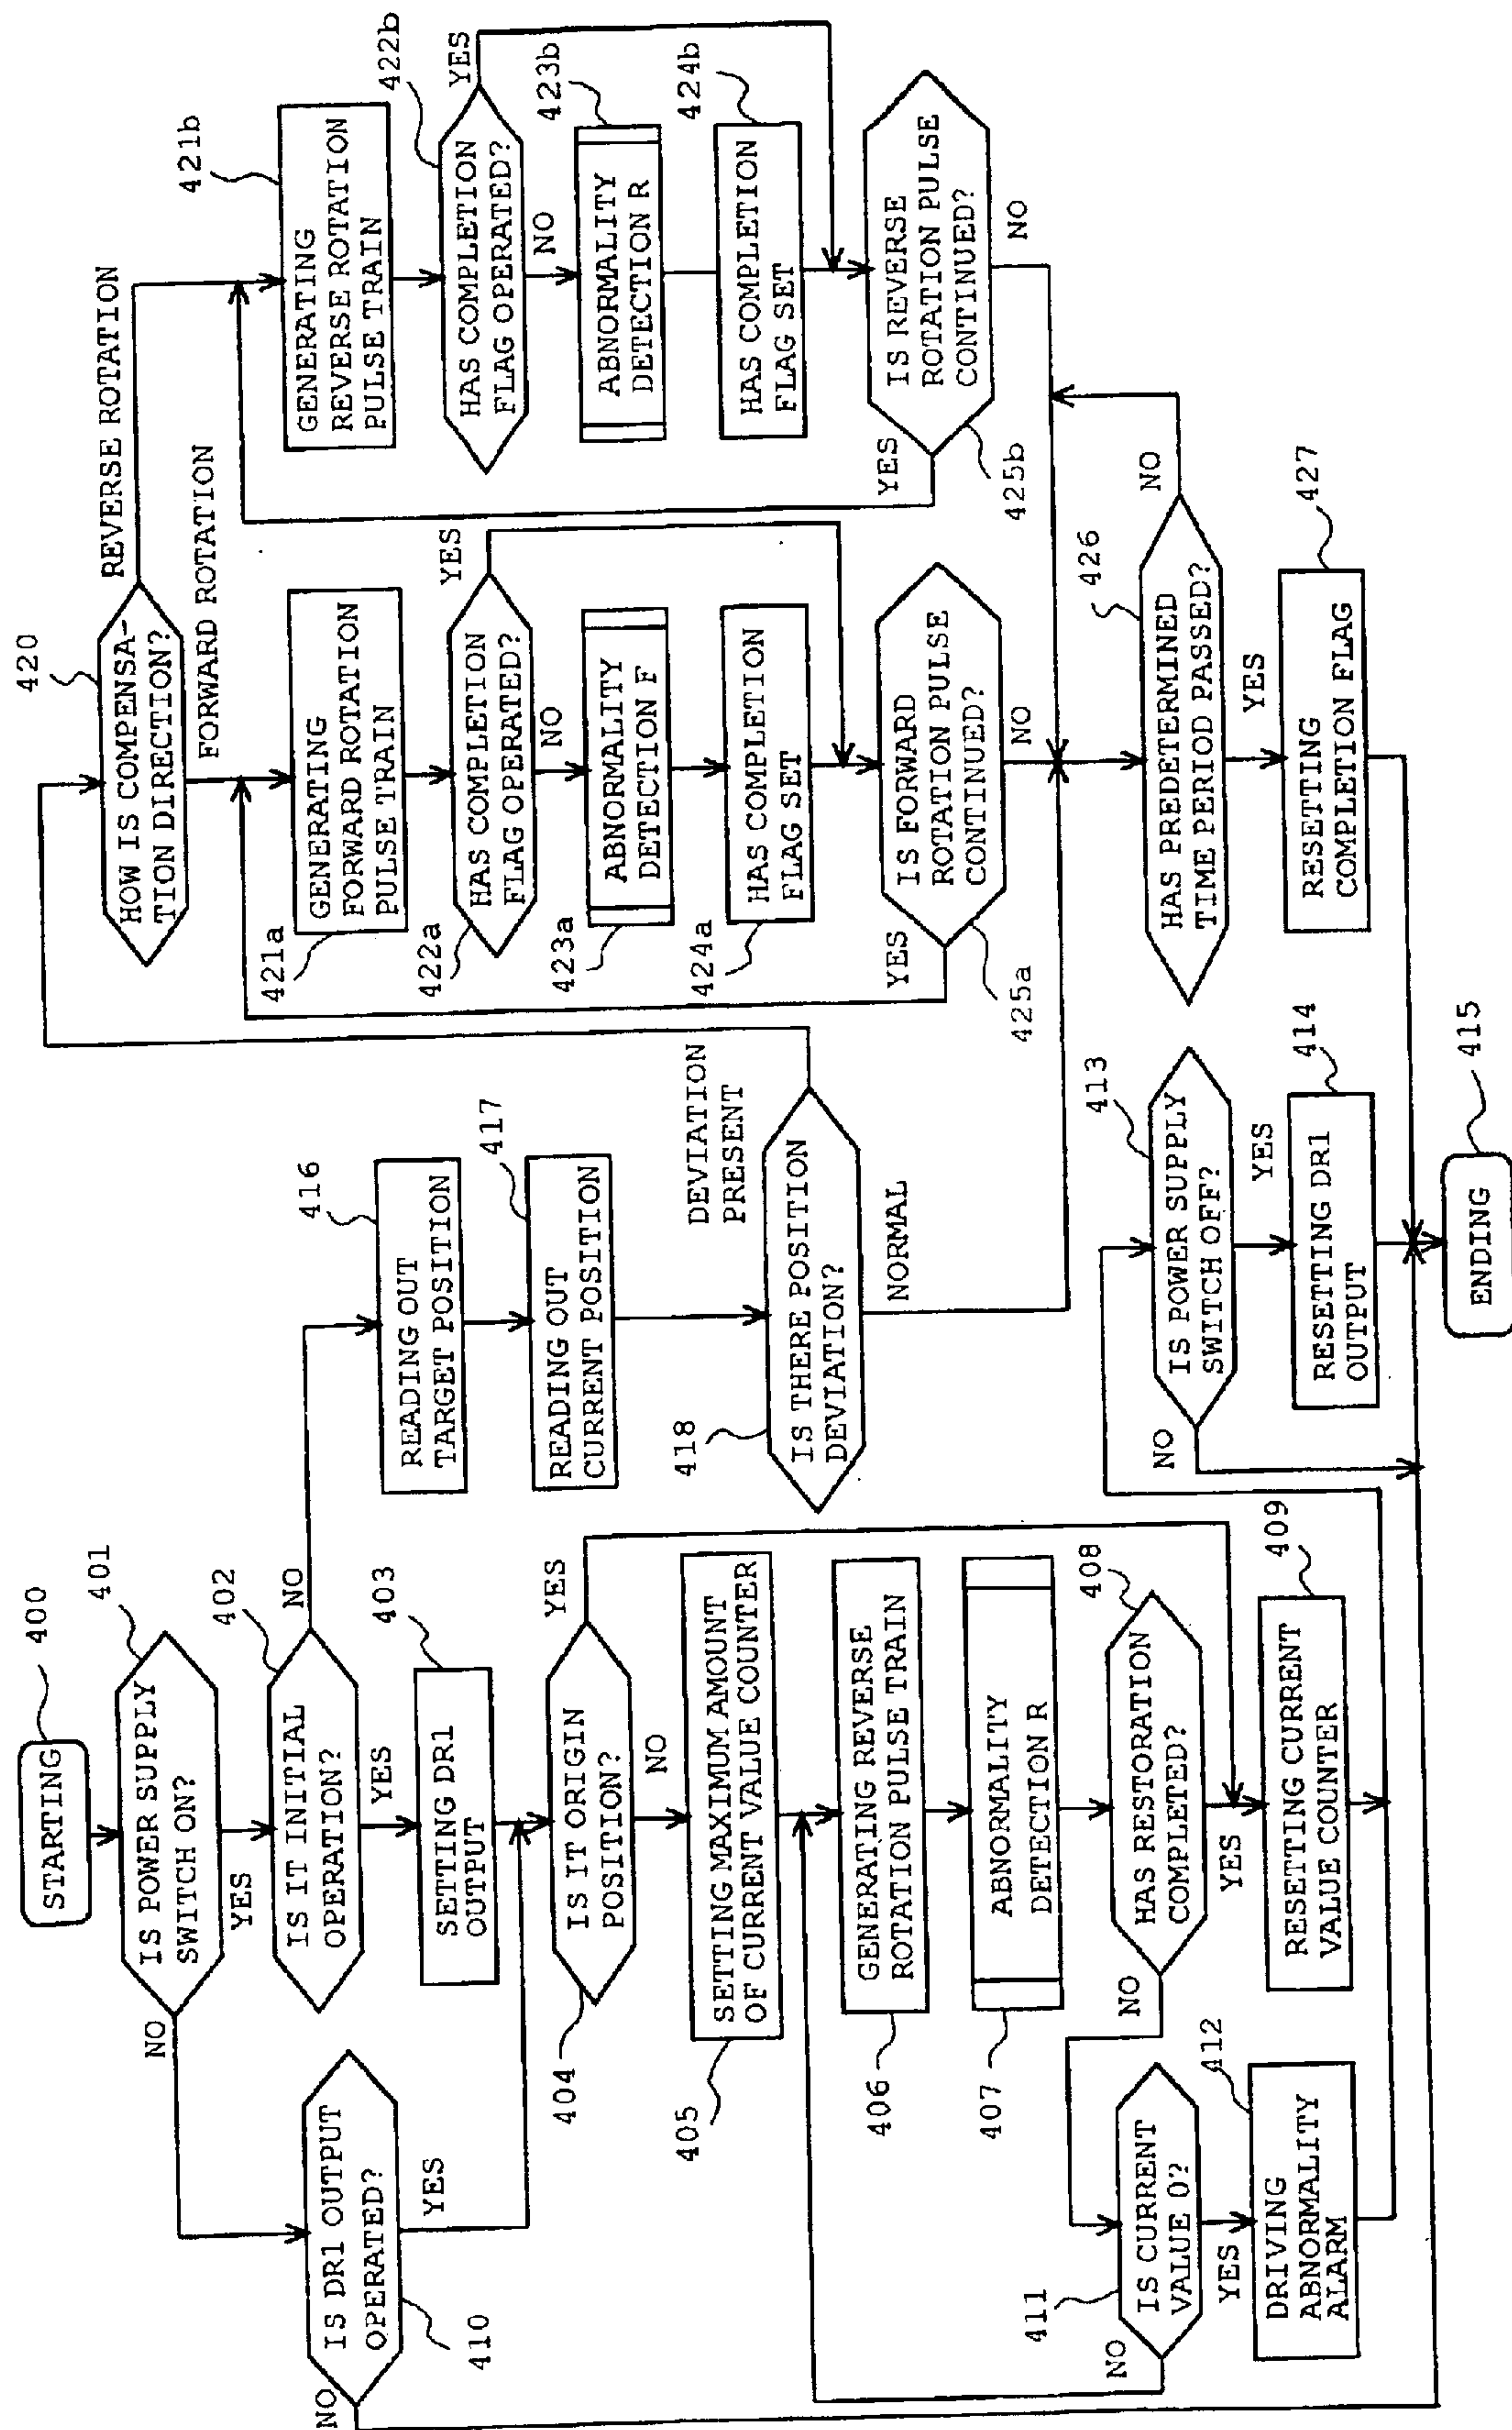 400
STARTING
401
IS POWER SUPPLY
SWITCH ON?
NO
YES
402
IS IT INITIAL
OPERATION?
NO
YES
403
SETTING DR1
OUTPUT
410
IS DR1 OUTPUT
OPERATED?
NO
YES
404
IS IT ORIGIN
POSITION?
YES
NO
405
SETTING MAXIMUM AMOUNT
OF CURRENT VALUE COUNTER
406
GENERATING REVERSE
ROTATION PULSE TRAIN
407
ABNORMALITY
DETECTION R
408
HAS RESTORATION
COMPLETED?
NO
YES
409
RESETTING CURRENT
VALUE COUNTER
411
IS CURRENT
VALUE 0?
NO
YES
412
DRIVING
ABNORMALITY
ALARM
416
READING OUT
TARGET POSITION
417
READING OUT
CURRENT POSITION
418
IS THERE POSITION
DEVIATION?
DEVIATION
PRESENT
NORMAL
413
IS POWER SUPPLY
SWITCH OFF?
NO
YES
414
RESETTING DR1
OUTPUT
415
ENDING
420
HOW IS COMPENSA-
TION DIRECTION?
REVERSE ROTATION
FORWARD ROTATION
421a
GENERATING
FORWARD ROTATION
PULSE TRAIN
422a
HAS COMPLETION
FLAG OPERATED?
YES
NO
423a
ABNORMALITY
DETECTION F
424a
HAS COMPLETION
FLAG SET
425a
IS FORWARD
ROTATION PULSE
CONTINUED?
YES
NO
421b
GENERATING
REVERSE ROTATION
PULSE TRAIN
422b
HAS COMPLETION
FLAG OPERATED?
YES
NO
423b
ABNORMALITY
DETECTION R
424b
HAS COMPLETION
FLAG SET
425b
IS REVERSE
ROTATION PULSE
CONTINUED?
YES
NO
426
HAS PREDETERMINED
TIME PERIOD PASSED?
NO
YES
427
RESETTING
COMPLETION FLAG